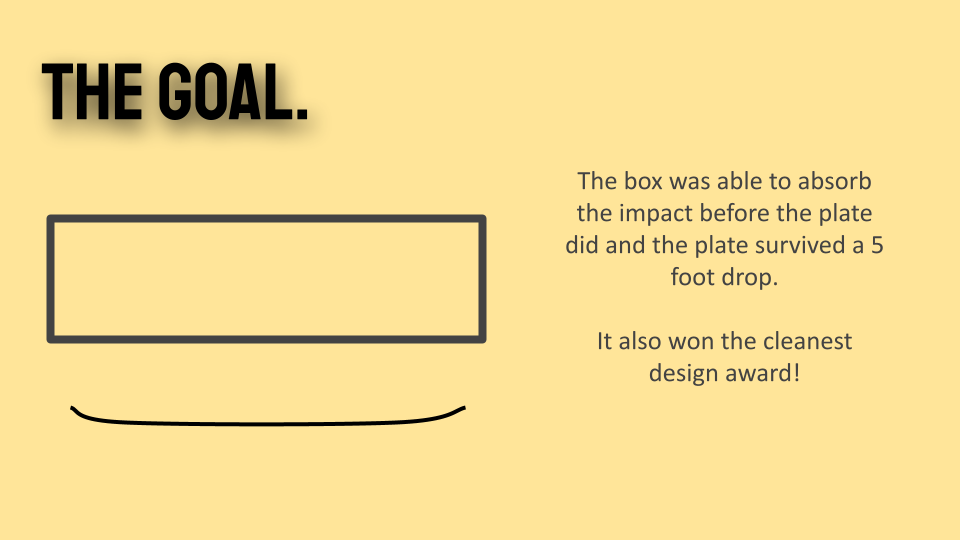 THE GOAL.
The box was able to absorb
the impact before the plate
did and the plate survived a 5
foot drop.
It also won the cleanest
design award!